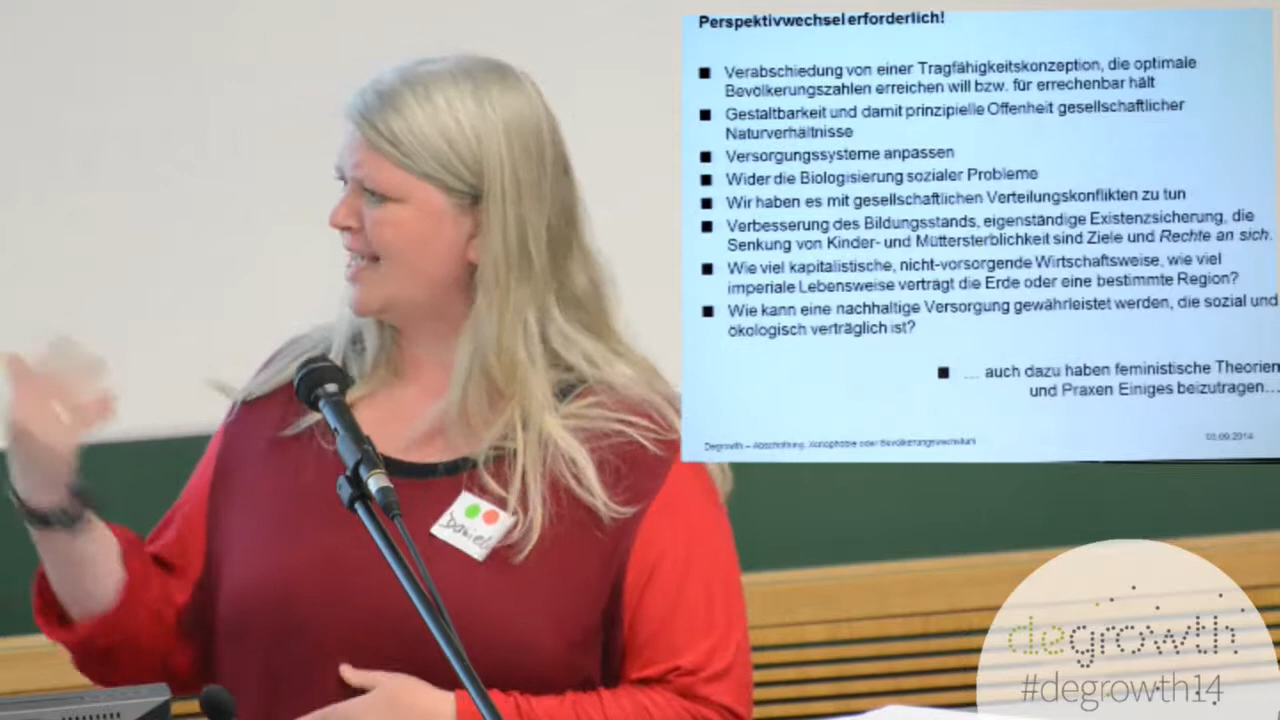 Perspektivwechsel erforderlich!
■ Verabschiedung von einer Tragfähigkeitskonzeption, die optimale
Bevölkerungszahlen erreichen will bzw. für errechenbar hält
■ Gestaltbarkeit und damit prinzipielle Offenheit gesellschaftlicher
Naturverhältnisse
■ Versorgungssysteme anpassen
■ Wider die Biologisierung sozialer Probleme
■ Wir haben es mit gesellschaftlichen Verteilungskonflikten zu tun
■ Verbesserung des Bildungsstands, eigenständige Existenzsicherung, die
Senkung von Kinder- und Müttersterblichkeit sind Ziele und Rechte an sich.
■ Wie viel kapitalistische, nicht-vorsorgende Wirtschaftsweise, wie viel
imperiale Lebensweise verträgt die Erde oder eine bestimmte Region?
■ Wie kann eine nachhaltige Versorgung gewährleistet werden, die sozial und
ökologisch verträglich ist?
■ ... auch dazu haben feministische Theorien
und Praxen Einiges beizutragen...
Degrowth – Abschottung, Xenophobie oder Bevölkerungswachstum 03.09.2014
Daniel
degrowth
#degrowth14